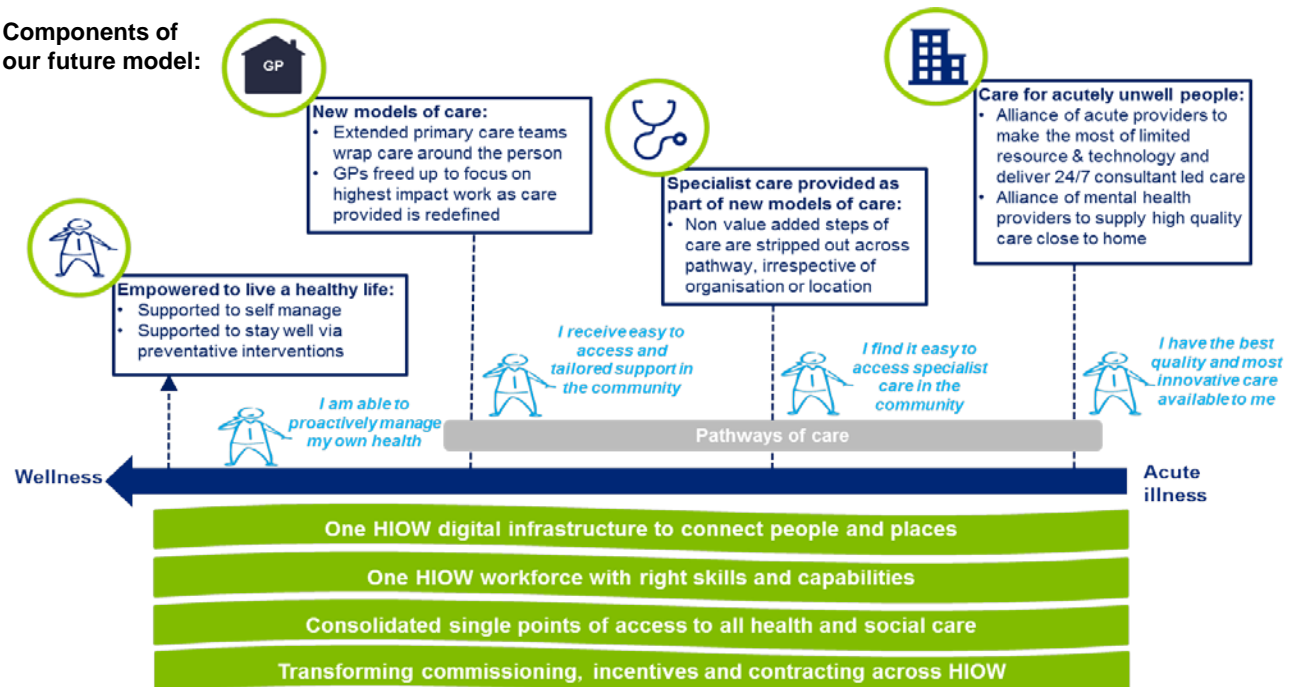 Components of
our future model:
GP
New models of care:
• Extended primary care teams
wrap care around the person
• GPs freed up to focus on
highest impact work as care
provided is redefined
Care for acutely unwell people:
• Alliance of acute providers to
make the most of limited
resource & technology and
deliver 24/7 consultant led care
• Alliance of mental health
providers to supply high quality
care close to home
Specialist care provided as
part of new models of care:
• Non value added steps of
care are stripped out across
pathway, irrespective of
organisation or location
Empowered to live a healthy life:
• Supported to self manage
• Supported to stay well via
preventative interventions
I am able to
proactively manage
my own health
I receive easy to
access and
tailored support in
the community
I find it easy to
access specialist
care in the
community
I have the best
quality and most
innovative care
available to me
Pathways of care
Wellness
Acute
illness
One HIOW digital infrastructure to connect people and places
One HIOW workforce with right skills and capabilities
Consolidated single points of access to all health and social care
Transforming commissioning, incentives and contracting across HIOW